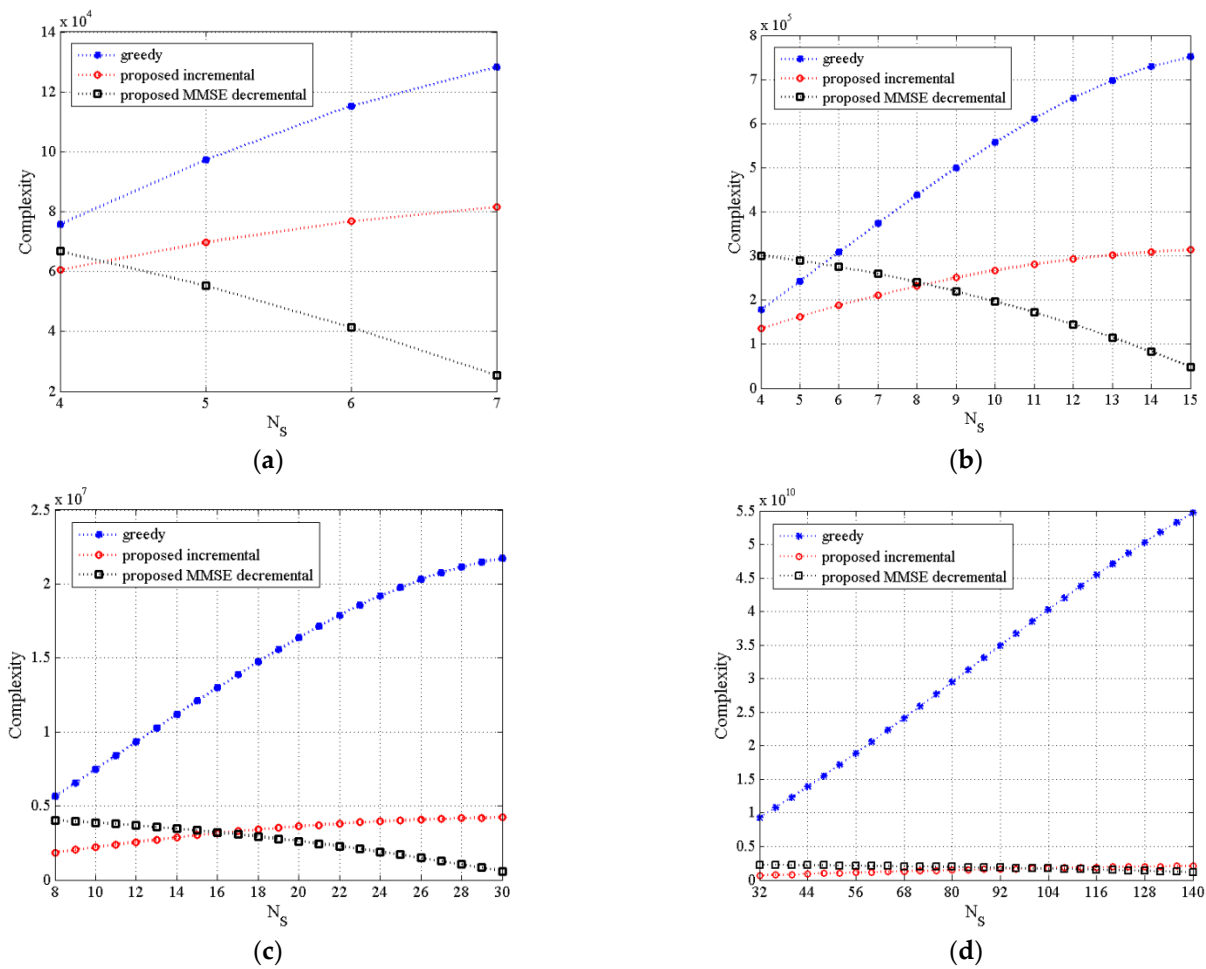 x 10^4
14
12
10
8
6
4
2
Complexity
greedy
proposed incremental
proposed MMSE decremental
4 5 6 7
N_S
(a)
x 10^5
8
7
6
5
4
3
2
1
0
Complexity
greedy
proposed incremental
proposed MMSE decremental
4 5 6 7 8 9 10 11 12 13 14 15
N_S
(b)
x 10^7
2.5
2
1.5
1
0.5
0
Complexity
greedy
proposed incremental
proposed MMSE decremental
8 10 12 14 16 18 20 22 24 26 28 30
N_S
(c)
x 10^10
5.5
5
4.5
4
3.5
3
2.5
2
1.5
1
0.5
0
Complexity
greedy
proposed incremental
proposed MMSE decremental
32 44 56 68 80 92 104 116 128 140
N_S
(d)